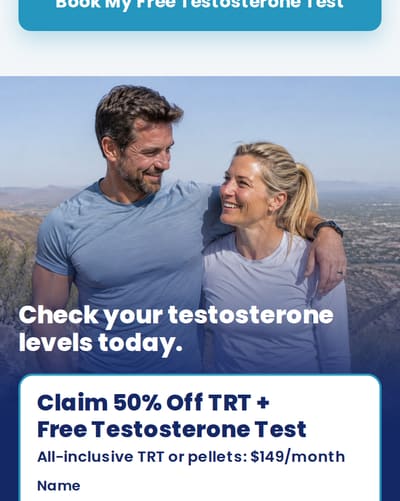 Book My Free Testosterone Test
Check your testosterone
levels today.
Claim 50% Off TRT +
Free Testosterone Test
All-inclusive TRT or pellets: $149/month
Name